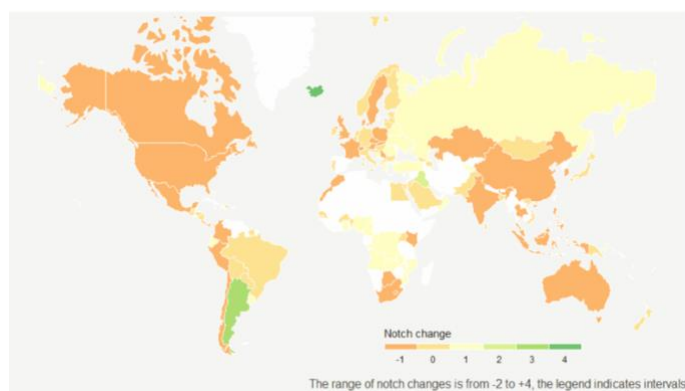 Notch change
-1 0 1 2 3 4
The range of notch changes is from -2 to +4, the legend indicates intervals